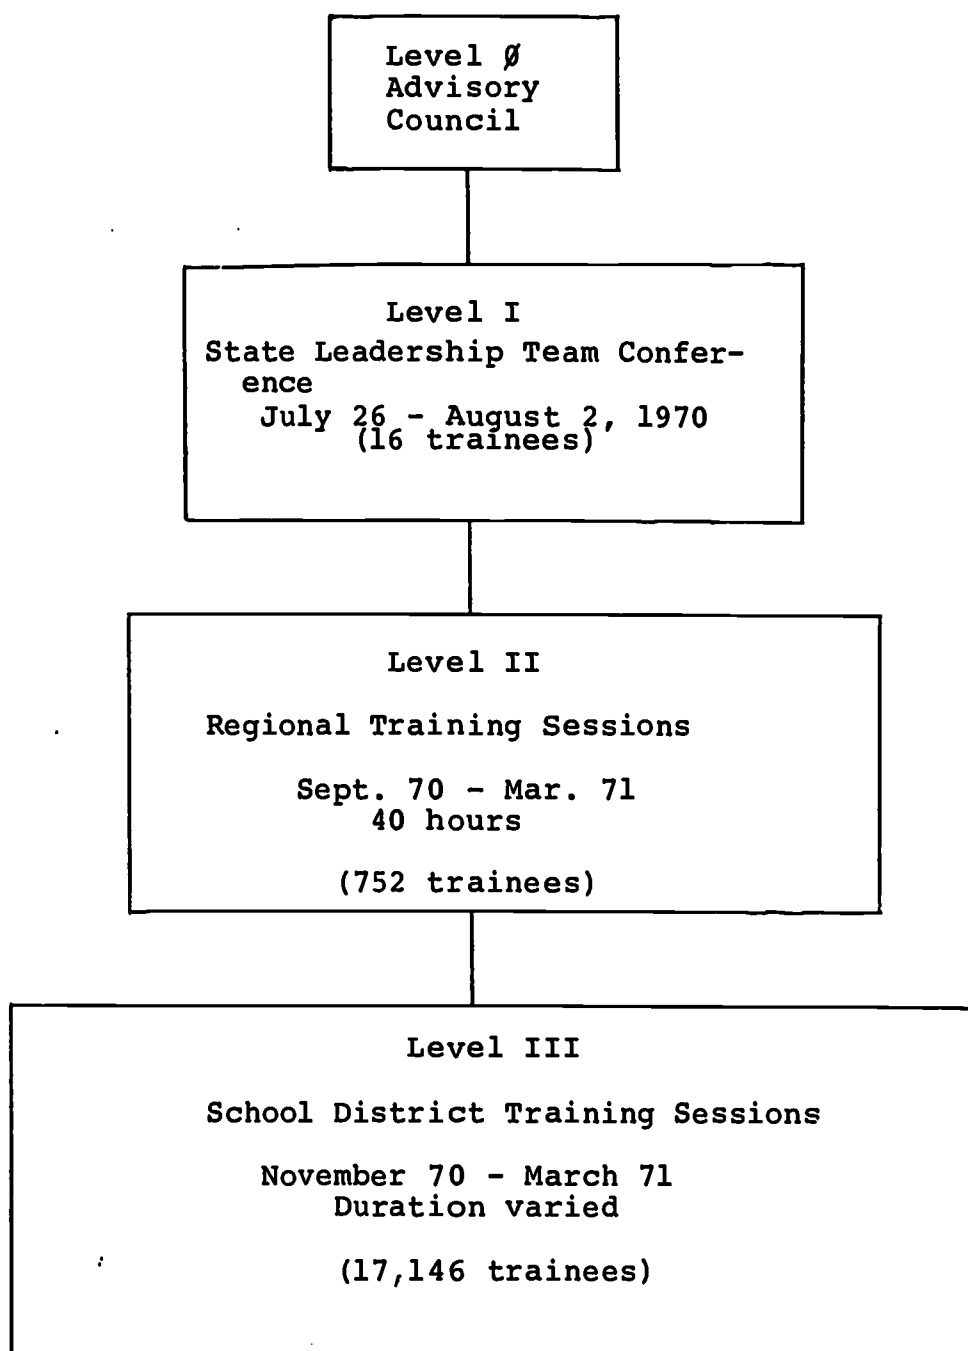 Level Ø
Advisory
Council
Level I
State Leadership Team Confer-
ence
July 26 - August 2, 1970
(16 trainees)
Level II
Regional Training Sessions
Sept. 70 - Mar. 71
40 hours
(752 trainees)
Level III
School District Training Sessions
November 70 - March 71
Duration varied
(17,146 trainees)